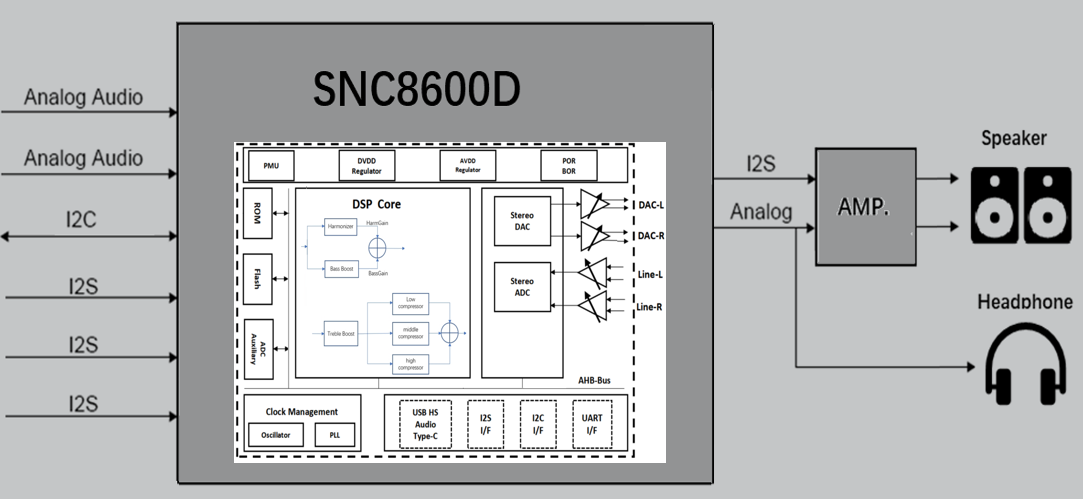 SNC8600D
Analog Audio
Analog Audio
I2C
I2S
I2S
I2S
PMU
DVDD
Regulator
AVDD
Regulator
POR
BOR
ROM
Flash
ADC
Auxiliary
DSP Core
Harmonizer
HarmGain
Bass Boost
BassGain
Treble Boost
Low
compressor
middle
compressor
high
compressor
Stereo
DAC
Stereo
ADC
DAC-L
DAC-R
Line-L
Line-R
AHB-Bus
Clock Management
Oscillator
PLL
USB HS
Audio
Type-C
I2S
I/F
I2C
I/F
UART
I/F
I2S
Analog
AMP.
Speaker
Headphone